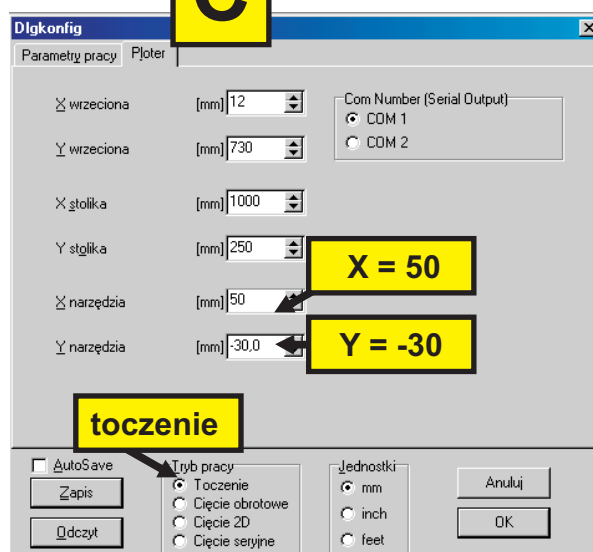 C
DIgkonfig
Parametry pracy Ploter
X wrzeciona [mm] 12
Com Number (Serial Output)
COM 1
Y wrzeciona [mm] 730
COM 2
X stolika [mm] 1000
Y stolika [mm] 250
X = 50
X narzędzia [mm] 50
Y narzędzia [mm] -30,0
Y = -30
toczenie
AutoSave
Zapis
Odczyt
Tryb pracy
Toczenie
Cięcie obrotowe
Cięcie 2D
Cięcie seryjne
Jednostki
mm
inch
feet
Anuluj
OK